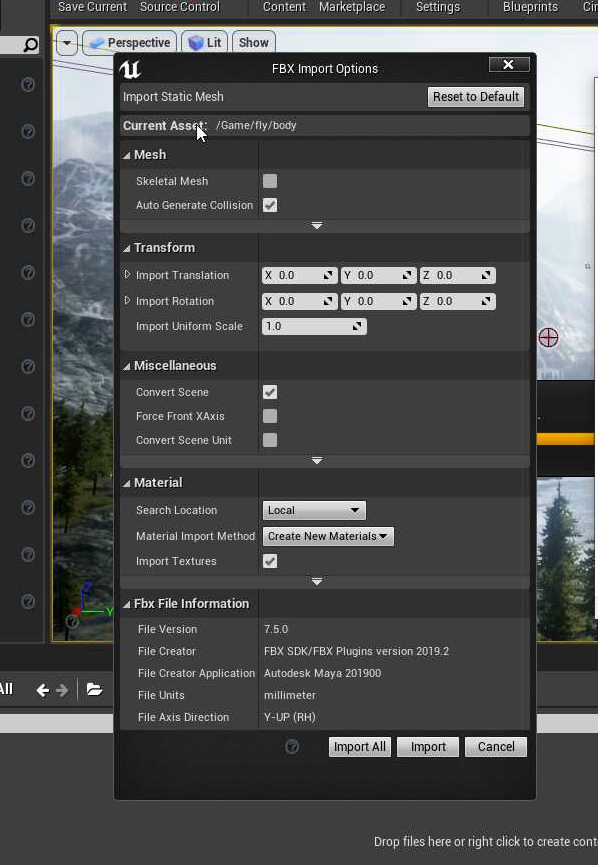 Save Current Source Control Content Marketplace Settings Blueprints
Perspective Lit Show
FBX Import Options
Import Static Mesh Reset to Default
Current Asset: /Game/fly/body
Mesh
Skeletal Mesh
Auto Generate Collision
Transform
Import Translation X 0.0 Y 0.0 Z 0.0
Import Rotation X 0.0 Y 0.0 Z 0.0
Import Uniform Scale 1.0
Miscellaneous
Convert Scene
Force Front XAxis
Convert Scene Unit
Material
Search Location Local
Material Import Method Create New Materials
Import Textures
Fbx File Information
File Version 7.5.0
File Creator FBX SDK/FBX Plugins version 2019.2
File Creator Application Autodesk Maya 201900
File Units millimeter
File Axis Direction Y-UP (RH)
Import All Import Cancel
Z
Y
Drop files here or right click to create